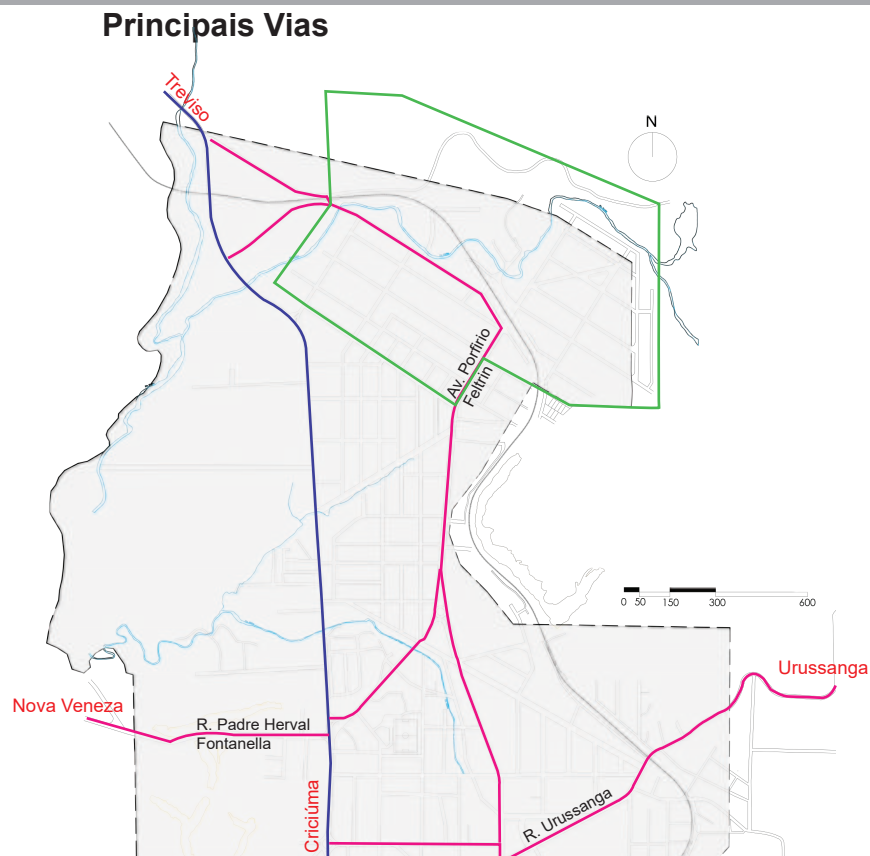 Principais Vias
Treviso
N
Av. Porfirio
Feltrin
0 50 150 300 600
Urussanga
Nova Veneza
R. Padre Herval
Fontanella
Criciúma
R. Urussanga